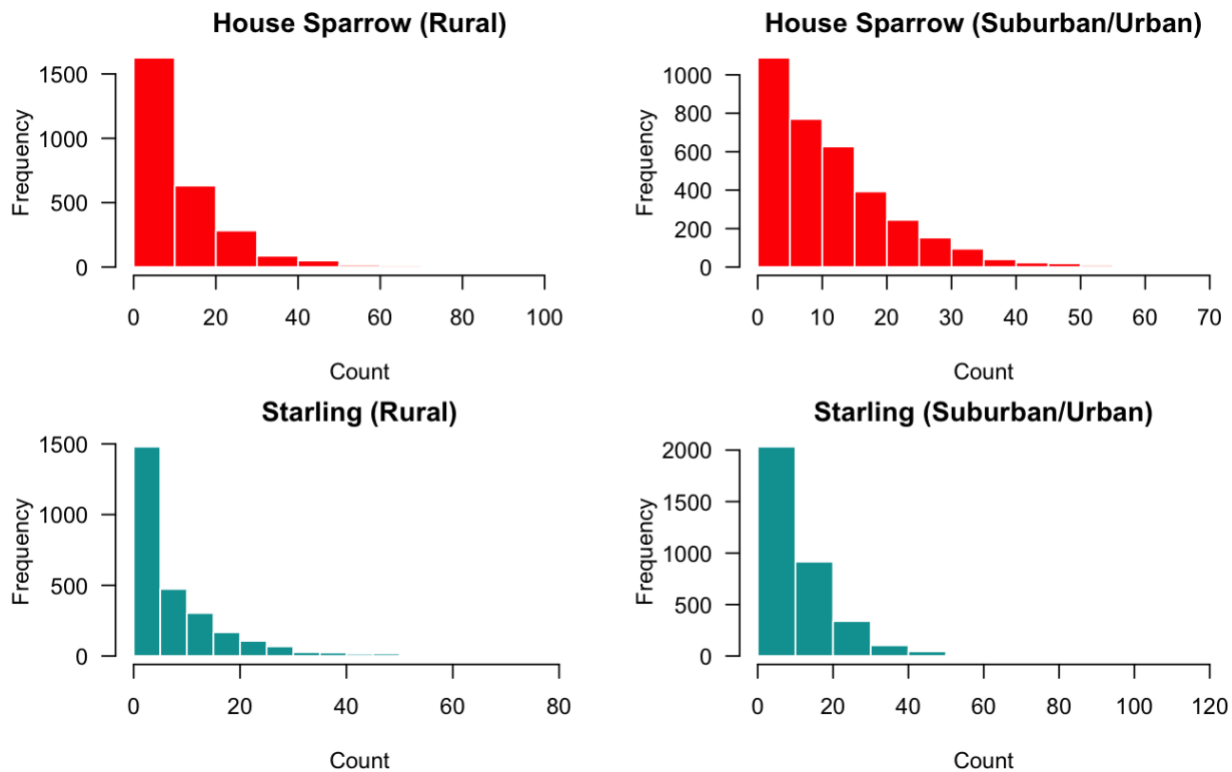 House Sparrow (Rural)
Frequency
1500
1000
500
0
0 20 40 60 80 100
Count
House Sparrow (Suburban/Urban)
Frequency
1000
800
600
400
200
0
0 10 20 30 40 50 60 70
Count
Starling (Rural)
Frequency
1500
1000
500
0
0 20 40 60 80
Count
Starling (Suburban/Urban)
Frequency
2000
1500
1000
500
0
0 20 40 60 80 100 120
Count